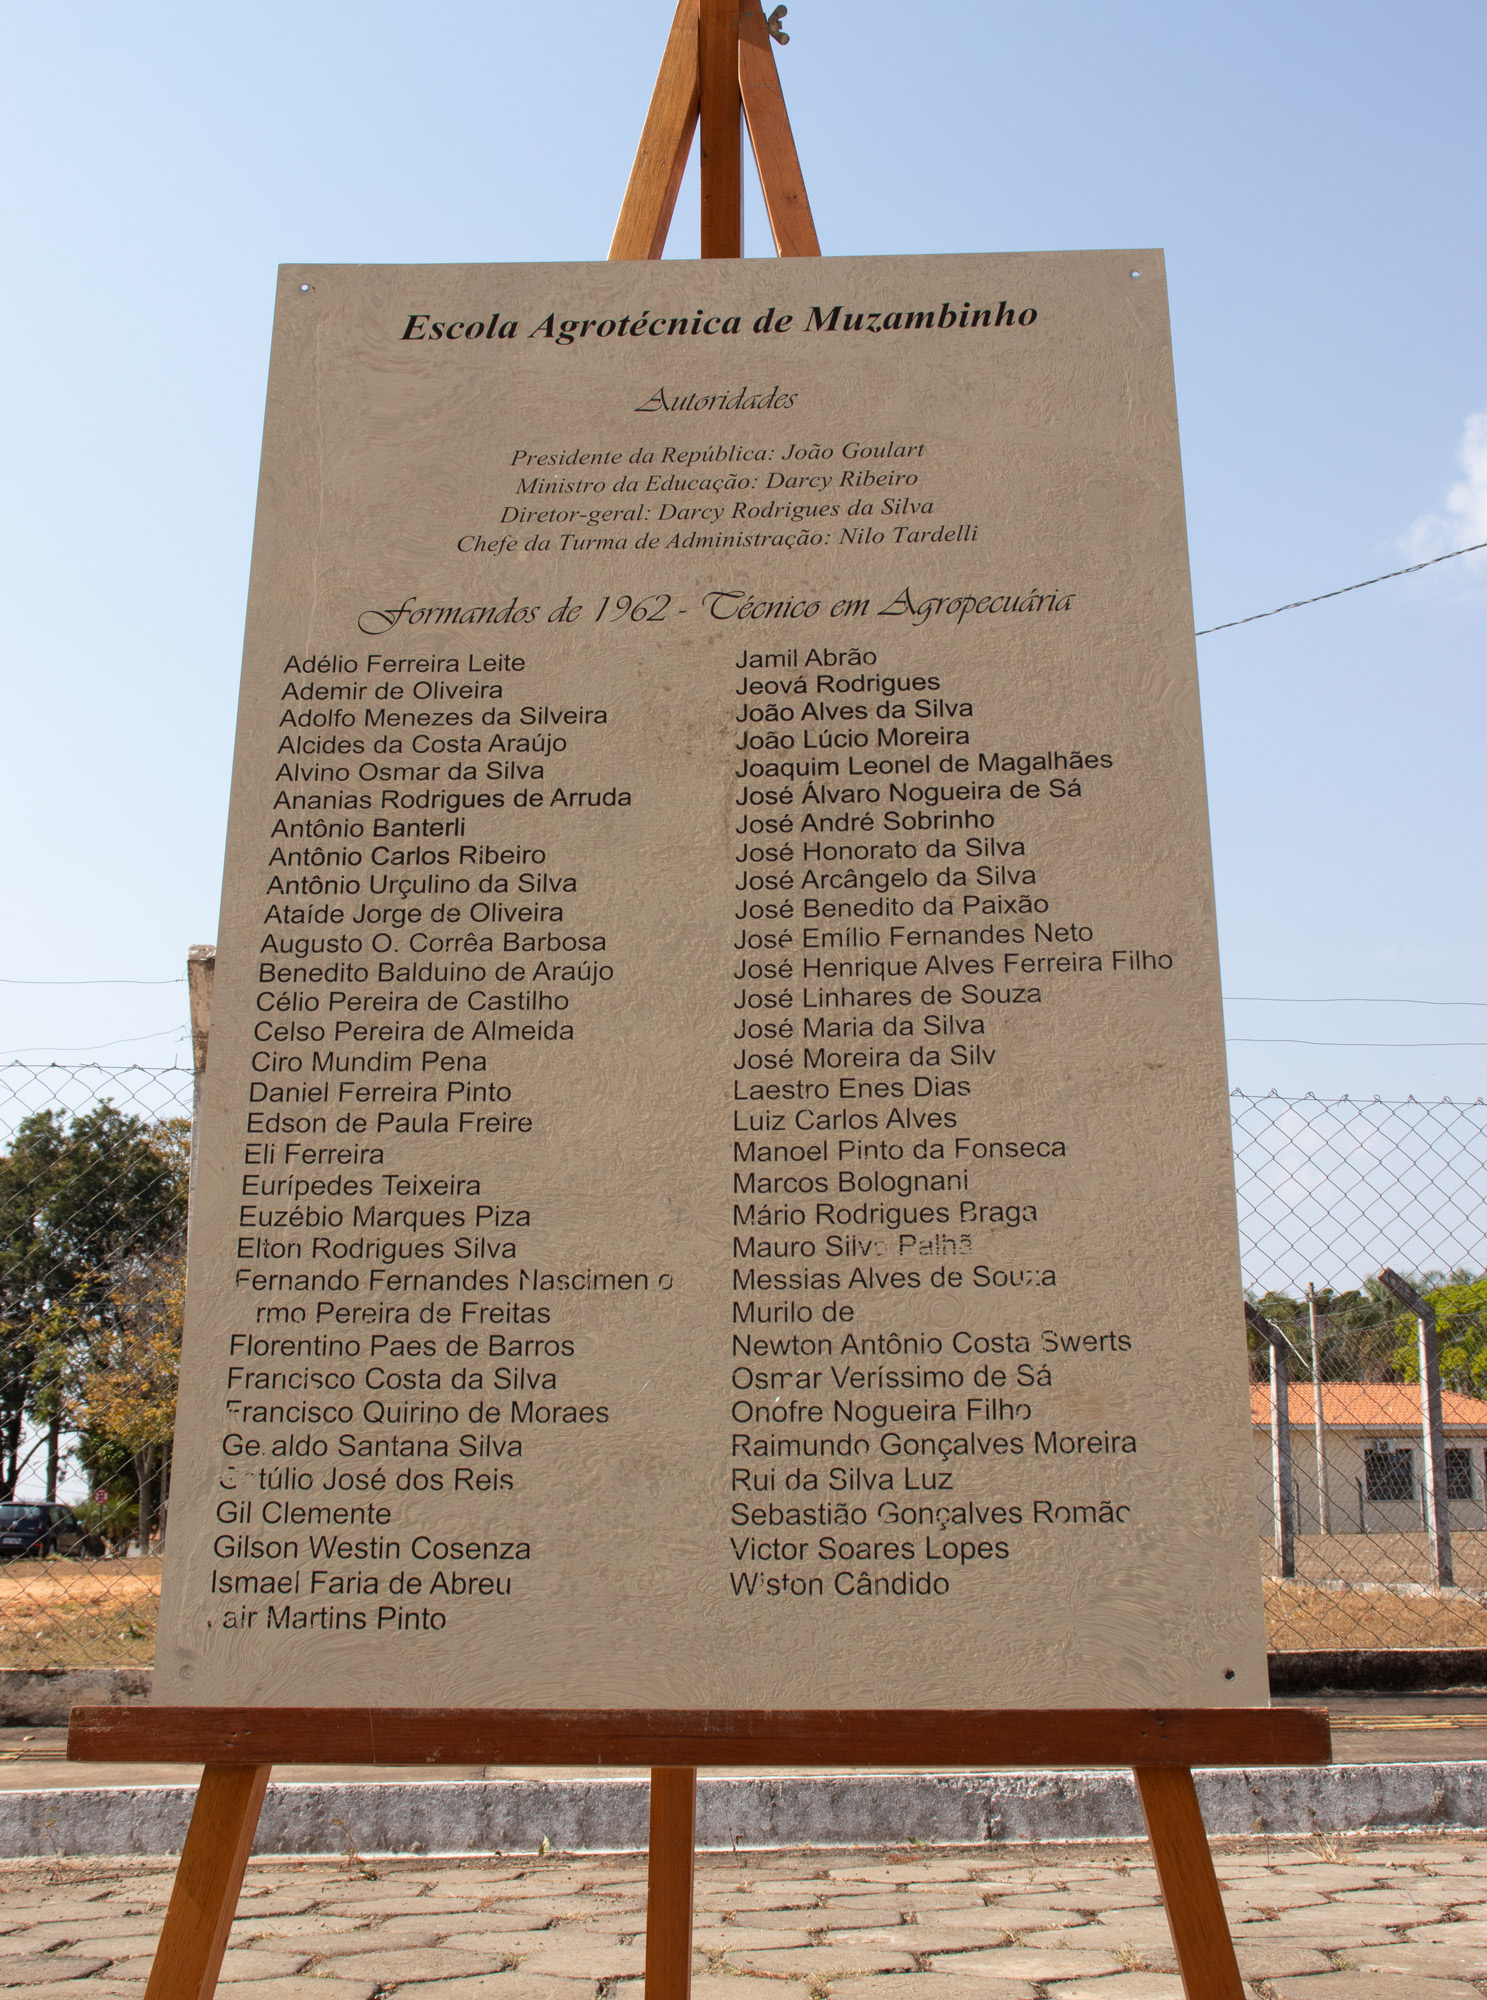 Escola Agrotécnica de Muzambinho
Autoridades
Presidente da República: João Goulart
Ministro da Educação: Darcy Ribeiro
Diretor-geral: Darcy Rodrigues da Silva
Chefe da Turma de Administração: Nilo Tardelli
Formandos de 1962 - Técnico em Agropecuária
Adélio Ferreira Leite
Ademir de Oliveira
Adolfo Menezes da Silveira
Alcides da Costa Araújo
Alvino Osmar da Silva
Ananias Rodrigues de Arruda
Antônio Banterli
Antônio Carlos Ribeiro
Antônio Urçulino da Silva
Ataíde Jorge de Oliveira
Augusto O. Corrêa Barbosa
Benedito Balduino de Araújo
Célio Pereira de Castilho
Celso Pereira de Almeida
Ciro Mundim Pena
Daniel Ferreira Pinto
Edson de Paula Freire
Eli Ferreira
Eurípedes Teixeira
Euzébio Marques Piza
Elton Rodrigues Silva
Fernando Fernandes Nascimen o
rmo Pereira de Freitas
Florentino Paes de Barros
Francisco Costa da Silva
Francisco Quirino de Moraes
Geraldo Santana Silva
José dos Reis
Gil Clemente
Gilson Westin Cosenza
Ismael Faria de Abreu
air Martins Pinto
Jamil Abrão
Jeová Rodrigues
João Alves da Silva
João Lúcio Moreira
Joaquim Leonel de Magalhães
José Álvaro Nogueira de Sá
José André Sobrinho
José Honorato da Silva
José Arcângelo da Silva
José Benedito da Paixão
José Emílio Fernandes Neto
José Henrique Alves Ferreira Filho
José Linhares de Souza
José Maria da Silva
José Moreira da Silv
Laestro Enes Dias
Luiz Carlos Alves
Manoel Pinto da Fonseca
Marcos Bolognani
Mário Rodrigues Braga
Mauro Silva
Messias Alves de Souza
Murilo de
Newton Antônio Costa Swerts
Osmar Veríssimo de Sá
Onofre Nogueira Filho
Raimundo Gonçalves Moreira
Rui da Silva Luz
Sebastião Gonçalves Romão
Victor Soares Lopes
Wiston Cândido